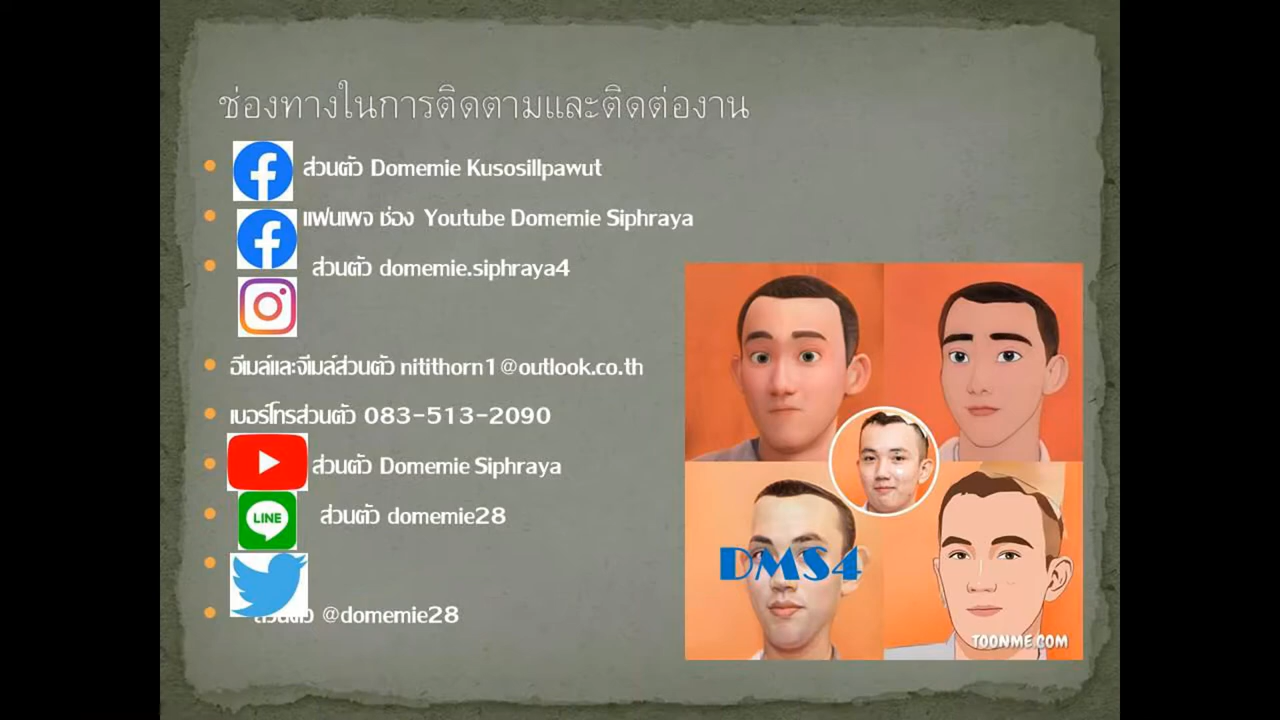 ช่องทางในการติดตามและติดต่องาน
ส่วนตัว Domemie Kusosillpawut
แฟนเพจ ช่อง Youtube Domemie Siphraya
ส่วนตัว domemie.siphraya4
อีเมล์และจีเมล์ส่วนตัว nitithorn1@outlook.co.th
เบอร์โทรส่วนตัว 083-513-2090
ส่วนตัว Domemie Siphraya
LINE
ส่วนตัว domemie28
ส่วนตัว @domemie28
DMS4
TOONME.COM